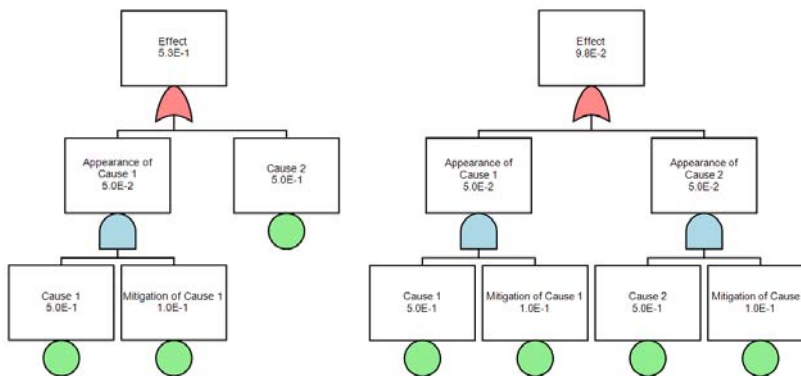 Effect
5.3E-1
Effect
9.8E-2
Appearance of
Cause 1
5.0E-2
Cause 2
5.0E-1
Appearance of
Cause 1
5.0E-2
Appearance of
Cause 2
5.0E-2
Cause 1
5.0E-1
Mitigation of Cause 1
1.0E-1
Cause 1
5.0E-1
Mitigation of Cause 1
1.0E-1
Cause 2
5.0E-1
Mitigation of Cause
1.0E-1